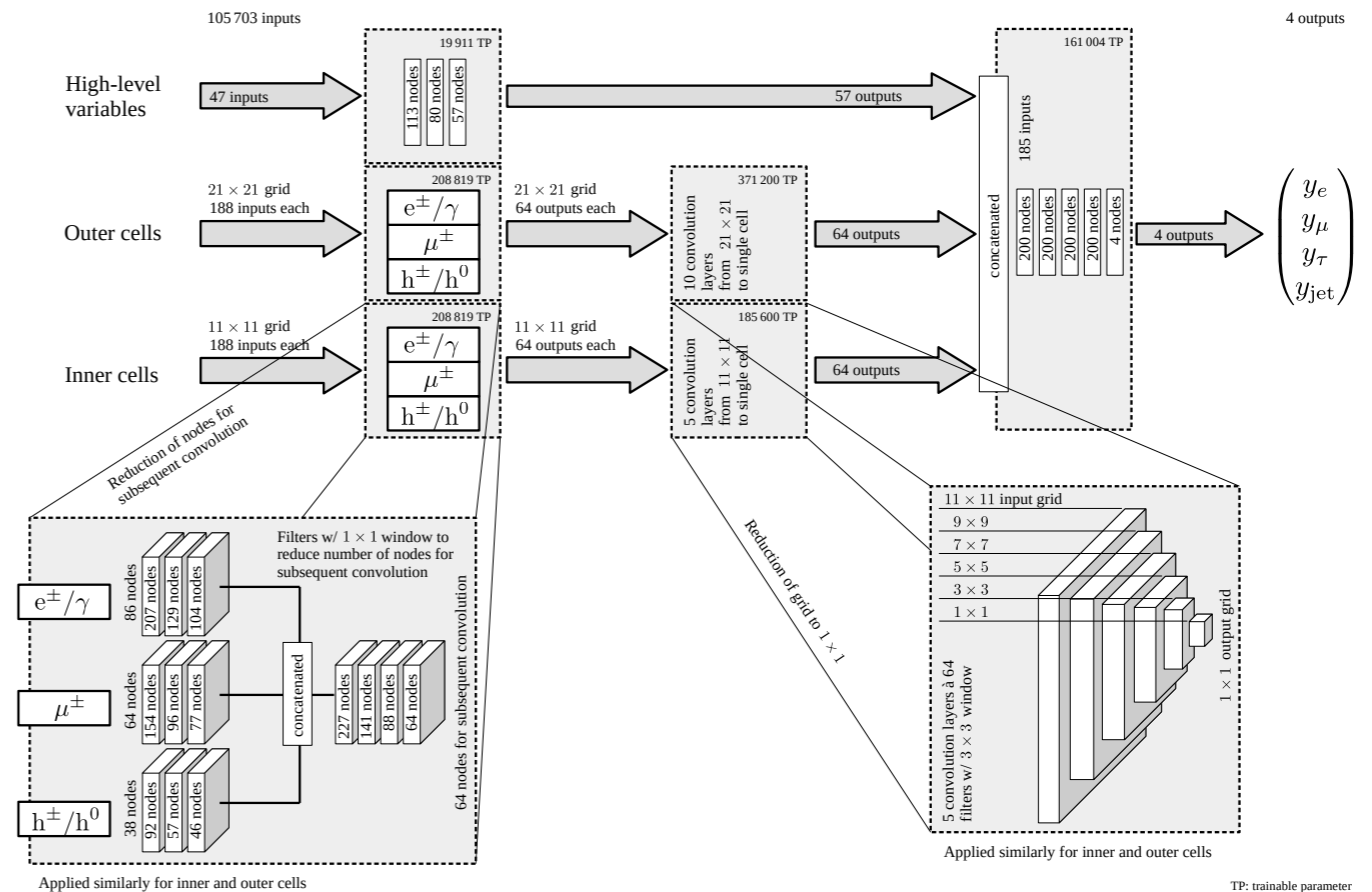 105 703 inputs
4 outputs
19 911 TP
161 004 TP
High-level
variables
47 inputs
113 nodes
80 nodes
57 nodes
57 outputs
185 inputs
concatenated
200 nodes
200 nodes
200 nodes
200 nodes
4 nodes
4 outputs
y_e
y_μ
y_τ
y_jet
Outer cells
21 × 21 grid
188 inputs each
208 819 TP
e±/γ
μ±
h±/h⁰
21 × 21 grid
64 outputs each
371 200 TP
10 convolution
layers
from 21 × 21
to single cell
64 outputs
Inner cells
11 × 11 grid
188 inputs each
208 819 TP
e±/γ
μ±
h±/h⁰
11 × 11 grid
64 outputs each
185 600 TP
5 convolution
layers
from 11 × 11
to single cell
64 outputs
Reduction of nodes for
subsequent convolution
Filters w/ 1 × 1 window to
reduce number of nodes for
subsequent convolution
e±/γ
86 nodes
207 nodes
129 nodes
104 nodes
μ±
64 nodes
154 nodes
96 nodes
77 nodes
h±/h⁰
38 nodes
92 nodes
57 nodes
46 nodes
concatenated
227 nodes
141 nodes
88 nodes
64 nodes
64 nodes for subsequent convolution
Applied similarly for inner and outer cells
Reduction of grid to 1 × 1
11 × 11 input grid
9 × 9
7 × 7
5 × 5
3 × 3
1 × 1
5 convolution layers à 64
filters w/ 3 × 3 window
1 × 1 output grid
Applied similarly for inner and outer cells
TP: trainable parameter